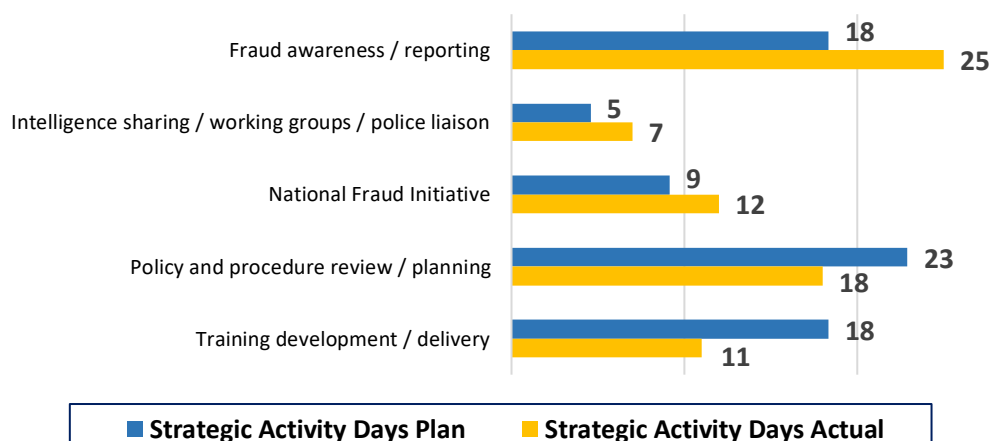 Fraud awareness / reporting
18
25
Intelligence sharing / working groups / police liaison
5
7
National Fraud Initiative
9
12
Policy and procedure review / planning
23
18
Training development / delivery
18
11
Strategic Activity Days Plan Strategic Activity Days Actual